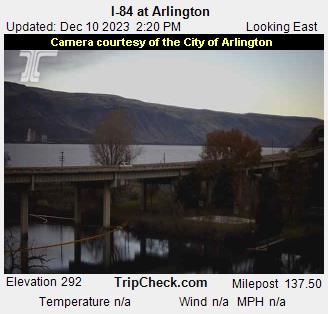 I-84 at Arlington
Updated: Dec 10 2023 2:20 PM Looking East
Camera courtesy of the City of Arlington
Elevation 292 TripCheck.com Milepost 137.50
Temperature n/a Wind n/a MPH n/a